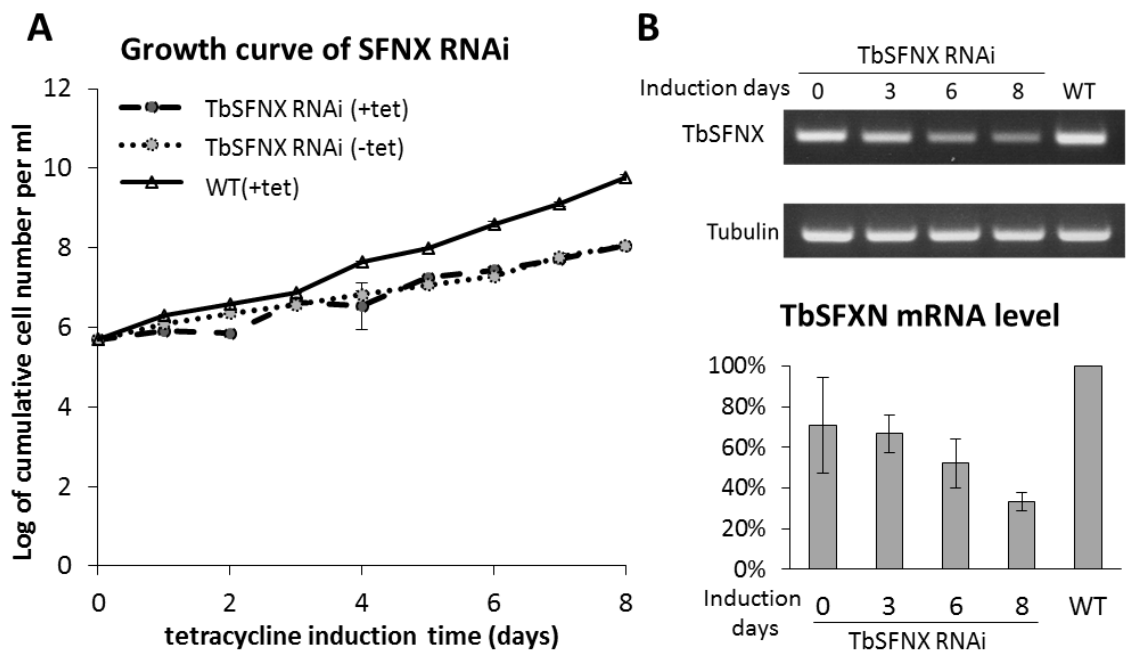 A
Growth curve of SFNX RNAi
12
10
8
6
4
2
0
Log of cumulative cell number per ml
TbSFNX RNAi (+tet)
TbSFNX RNAi (-tet)
WT(+tet)
0 2 4 6 8
tetracycline induction time (days)
B
TbSFNX RNAi
Induction days 0 3 6 8 WT
TbSFNX
Tubulin
TbSFXN mRNA level
100%
80%
60%
40%
20%
0%
Induction days 0 3 6 8 WT
TbSFNX RNAi